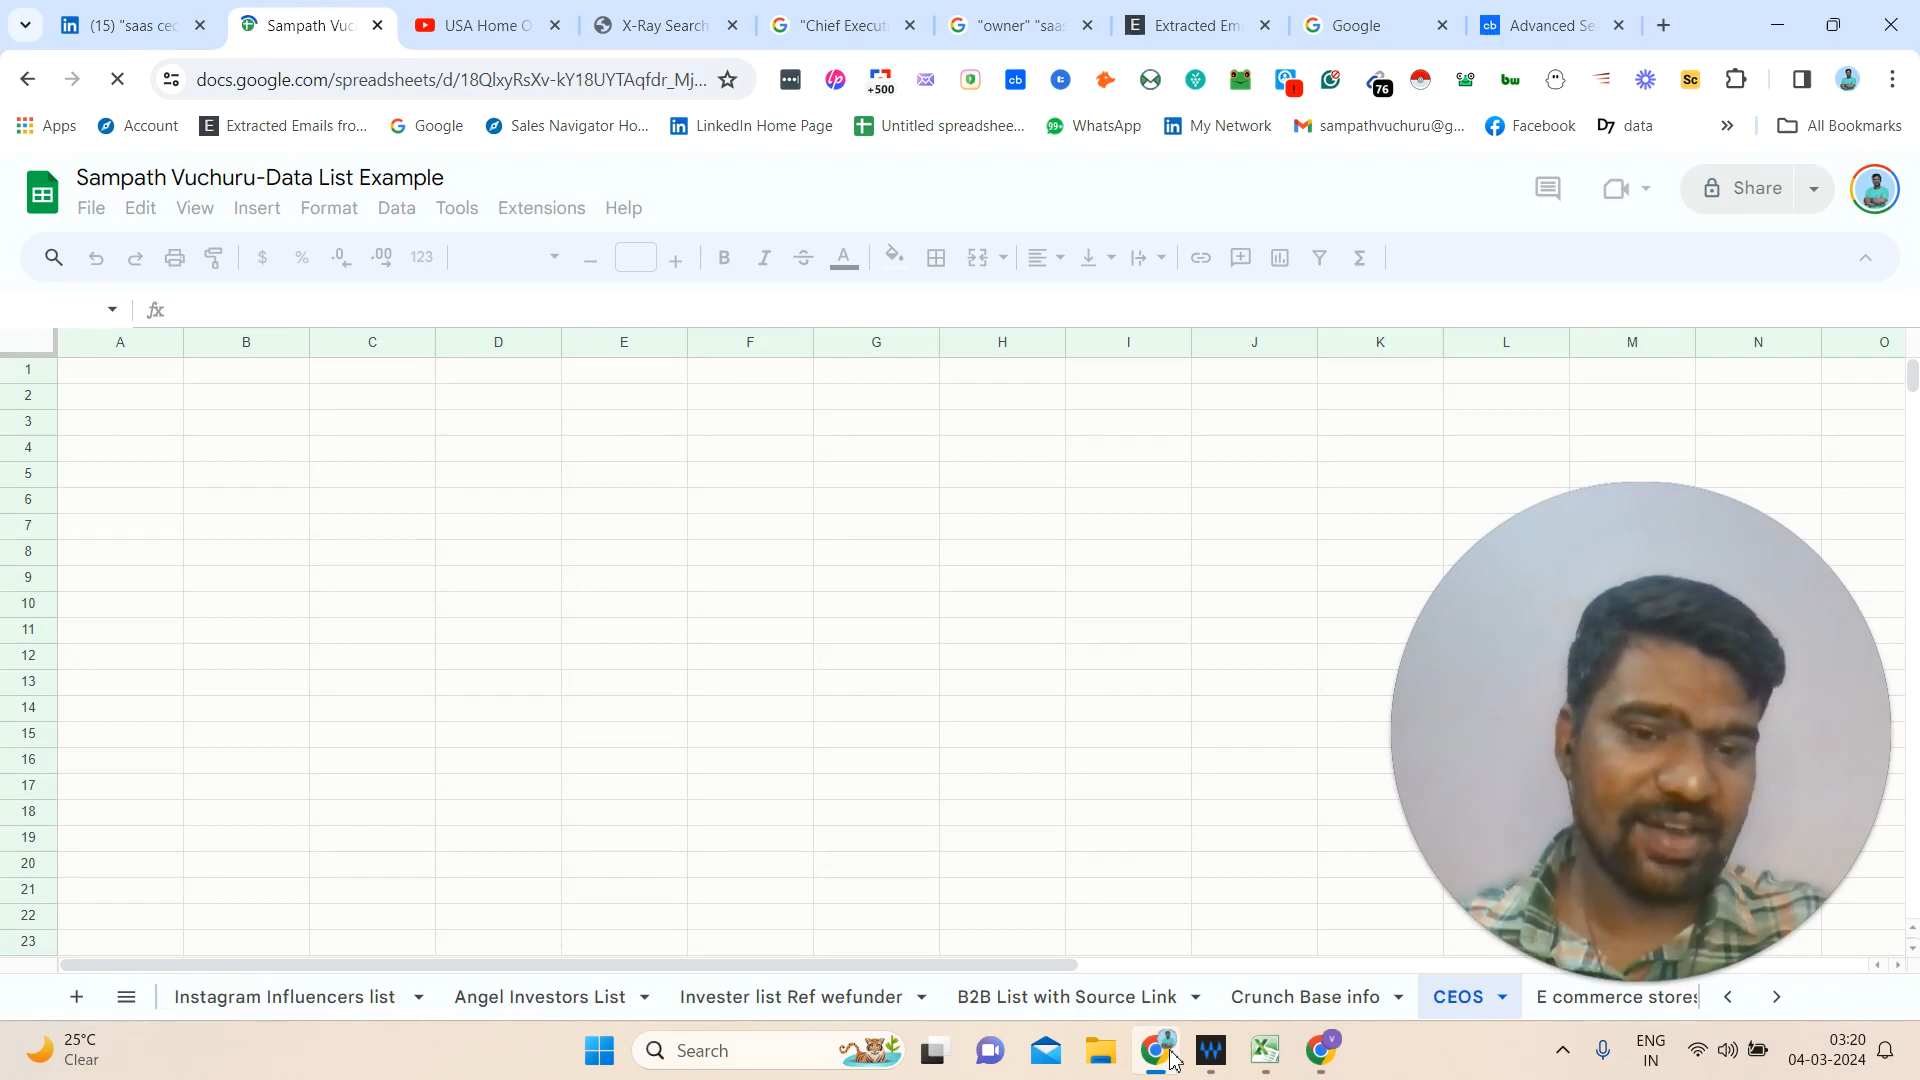 (15) "saas ceo
Sampath Vuc
USA Home O
X-Ray Search
"Chief Execut
"owner" "saas
Extracted Em
Google
Advanced Se
docs.google.com/spreadsheets/d/18QlxyRsXv-kY18UYTAqfdr_Mj...
+500
76
Sc
bw
Apps
Account
Extracted Emails fro...
Google
Sales Navigator Ho...
LinkedIn Home Page
Untitled spreadshee...
WhatsApp
My Network
sampathvuchuru@g...
Facebook
D7 data
All Bookmarks
Sampath Vuchuru-Data List Example
File Edit View Insert Format Data Tools Extensions Help
Share
$ % .0 .00 123
B I A
fx
A B C D E F G H I J K L M N O
1
2
3
4
5
6
7
8
9
10
11
12
13
14
15
16
17
18
19
20
21
22
23
Instagram Influencers list
Angel Investors List
Invester list Ref wefunder
B2B List with Source Link
Crunch Base info
CEOS
E commerce stores
25°C
Clear
Search
ENG
IN
03:20
04-03-2024